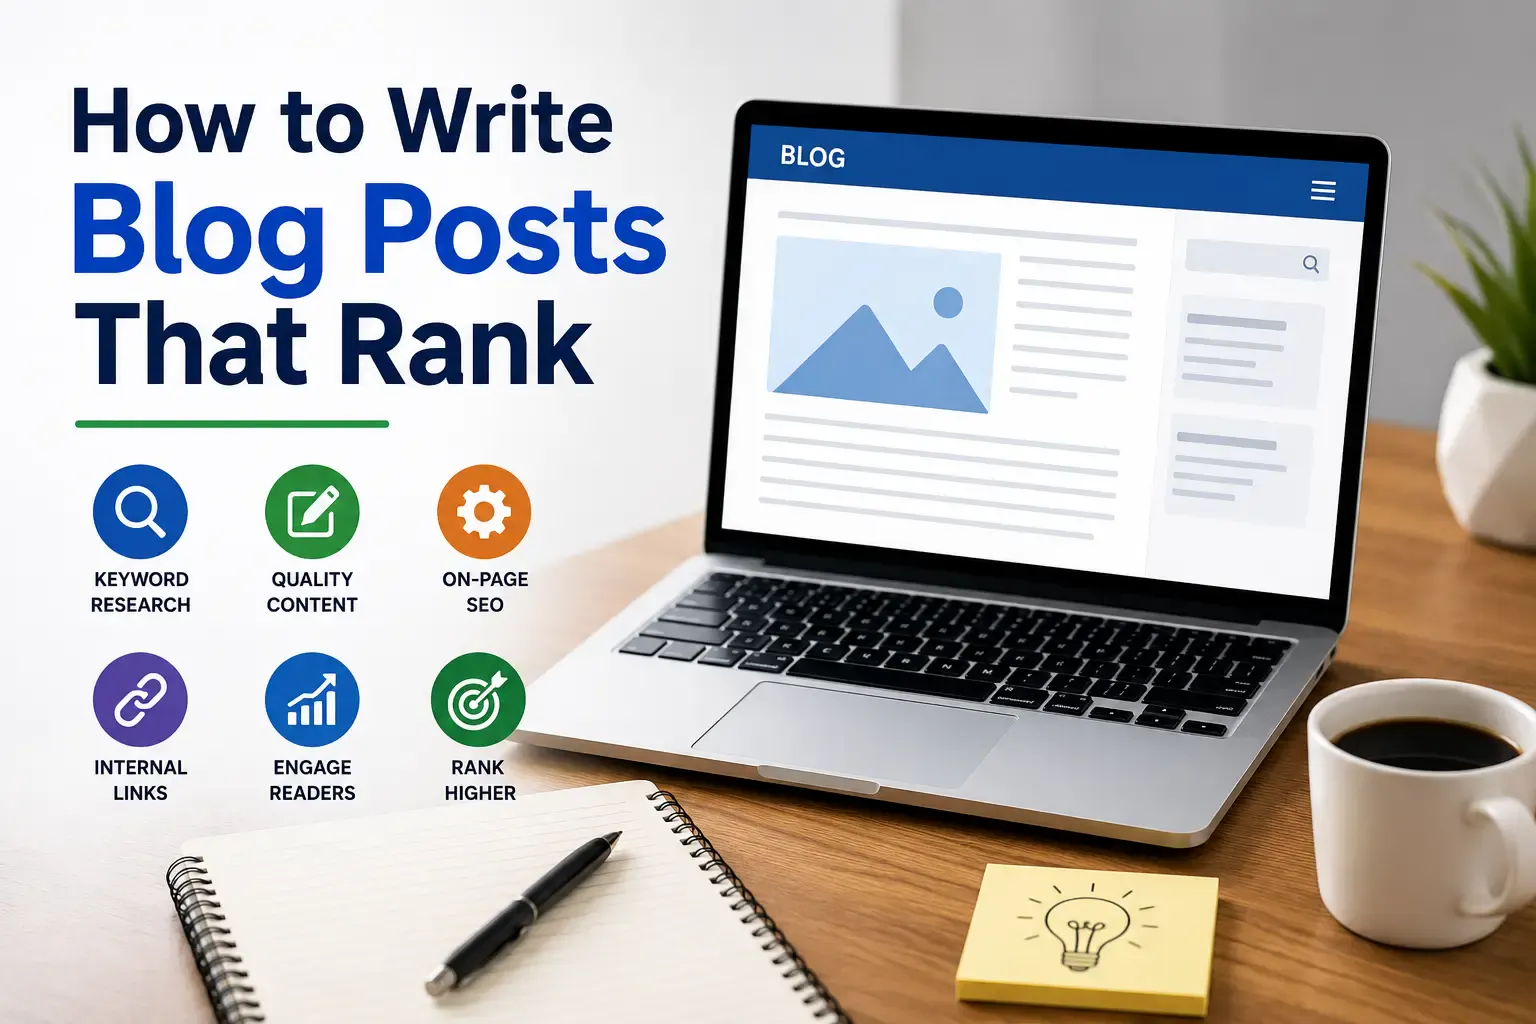 How to Write
Blog Posts
That Rank
KEYWORD
RESEARCH
QUALITY
CONTENT
ON-PAGE
SEO
INTERNAL
LINKS
ENGAGE
READERS
RANK
HIGHER
BLOG